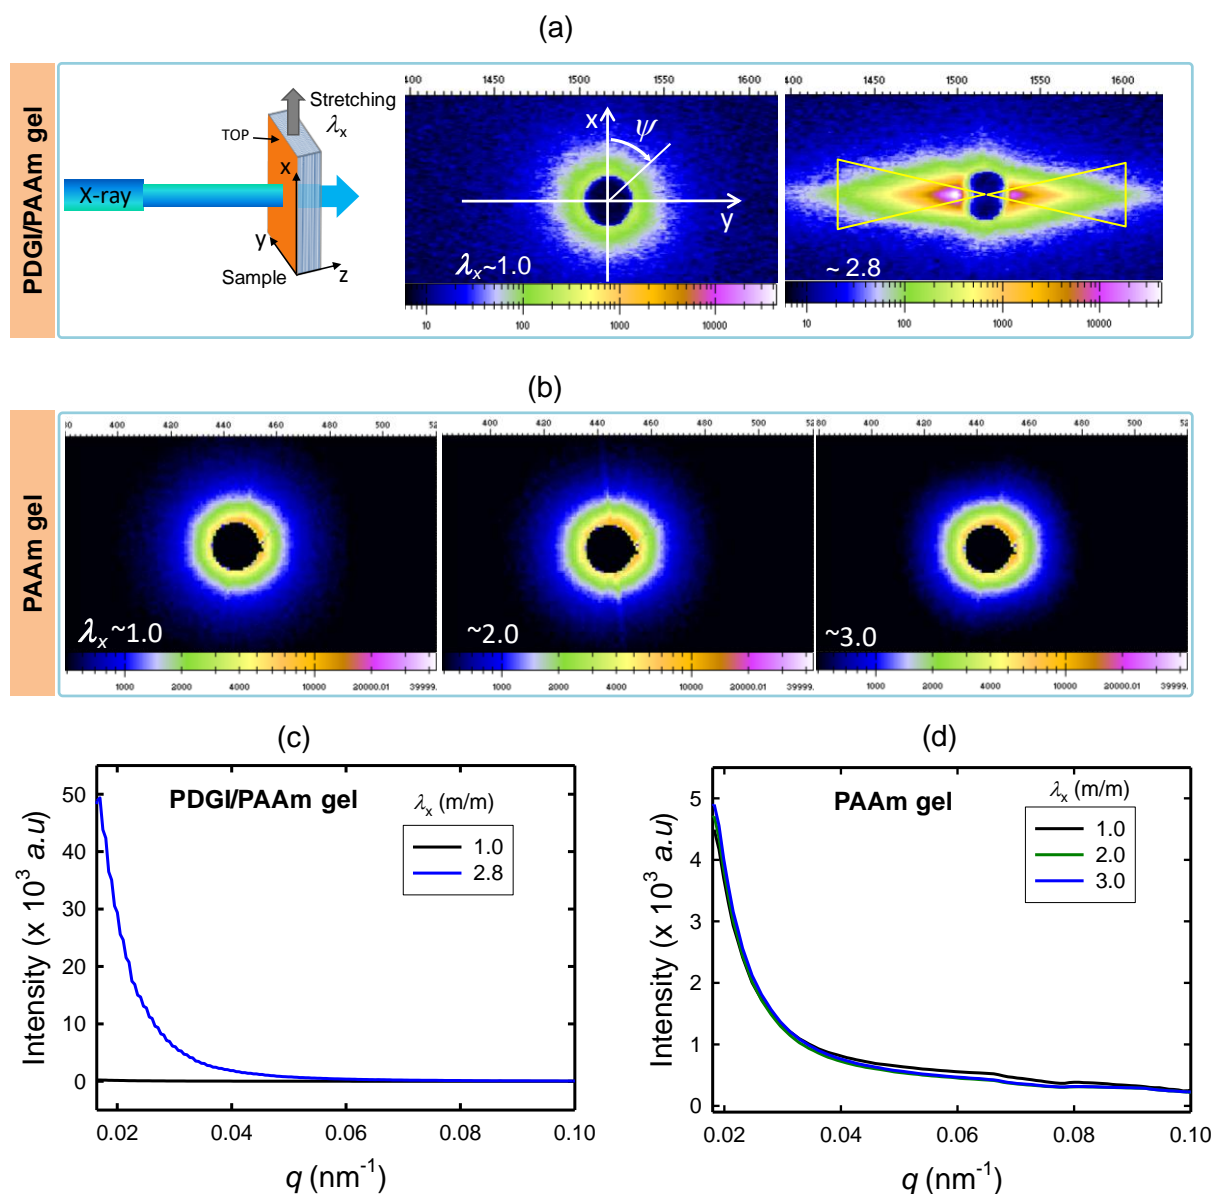 (a)
PDGI/PAAm gel
Stretching
λx
TOP
x
X-ray
y
Sample
z
400 1450 1500 1550 1600
x
ψ
y
λx~1.0
10 100 1000 10000
400 1450 1500 1550 1600
~ 2.8
10 100 1000 10000
(b)
PAAm gel
400 420 440 460 480 500
λx~1.0
1000 2000 4000 10000 20000.01 39999.
400 420 440 460 480 500
~2.0
1000 2000 4000 10000 20000.01 39999.
400 420 440 460 480 500
~3.0
1000 2000 4000 10000 20000.01 39999.
(c)
PDGI/PAAm gel
λx (m/m)
1.0
2.8
50
40
30
20
10
0
Intensity (x 10³ a.u)
0.02 0.04 0.06 0.08 0.10
q (nm⁻¹)
(d)
PAAm gel
λx (m/m)
1.0
2.0
3.0
5
4
3
2
1
0
Intensity (x 10³ a.u)
0.02 0.04 0.06 0.08 0.10
q (nm⁻¹)